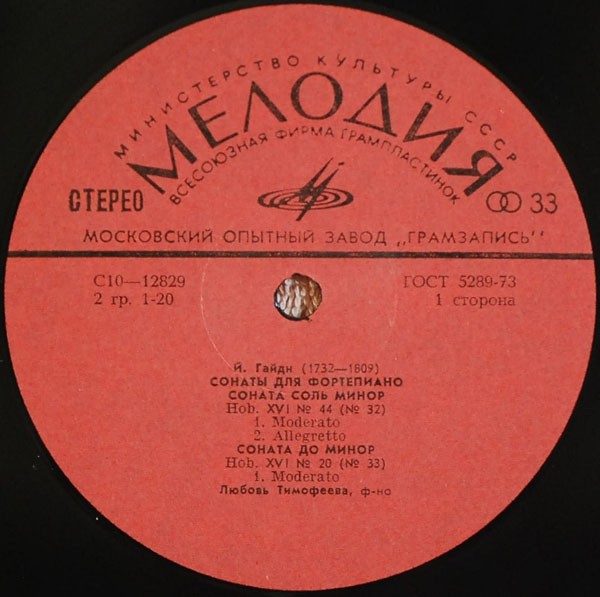 МИНИСТЕРСТВО КУЛЬТУРЫ СССР
МЕЛОДИЯ
ВСЕСОЮЗНАЯ ФИРМА ГРАМПЛАСТИНОК
СТЕРЕО
33
МОСКОВСКИЙ ОПЫТНЫЙ ЗАВОД „ГРАМЗАПИСЬ"
С10—12829
ГОСТ 5289-73
2 гр. 1-20
1 сторона
Й. Гайдн (1732—1809)
СОНАТЫ ДЛЯ ФОРТЕПИАНО
СОНАТА СОЛЬ МИНОР
Hob. XVI № 44 (№ 32)
1. Moderato
2. Allegretto
СОНАТА ДО МИНОР
Hob. XVI № 20 (№ 33)
1. Moderato
Любовь Тимофеева, ф-но